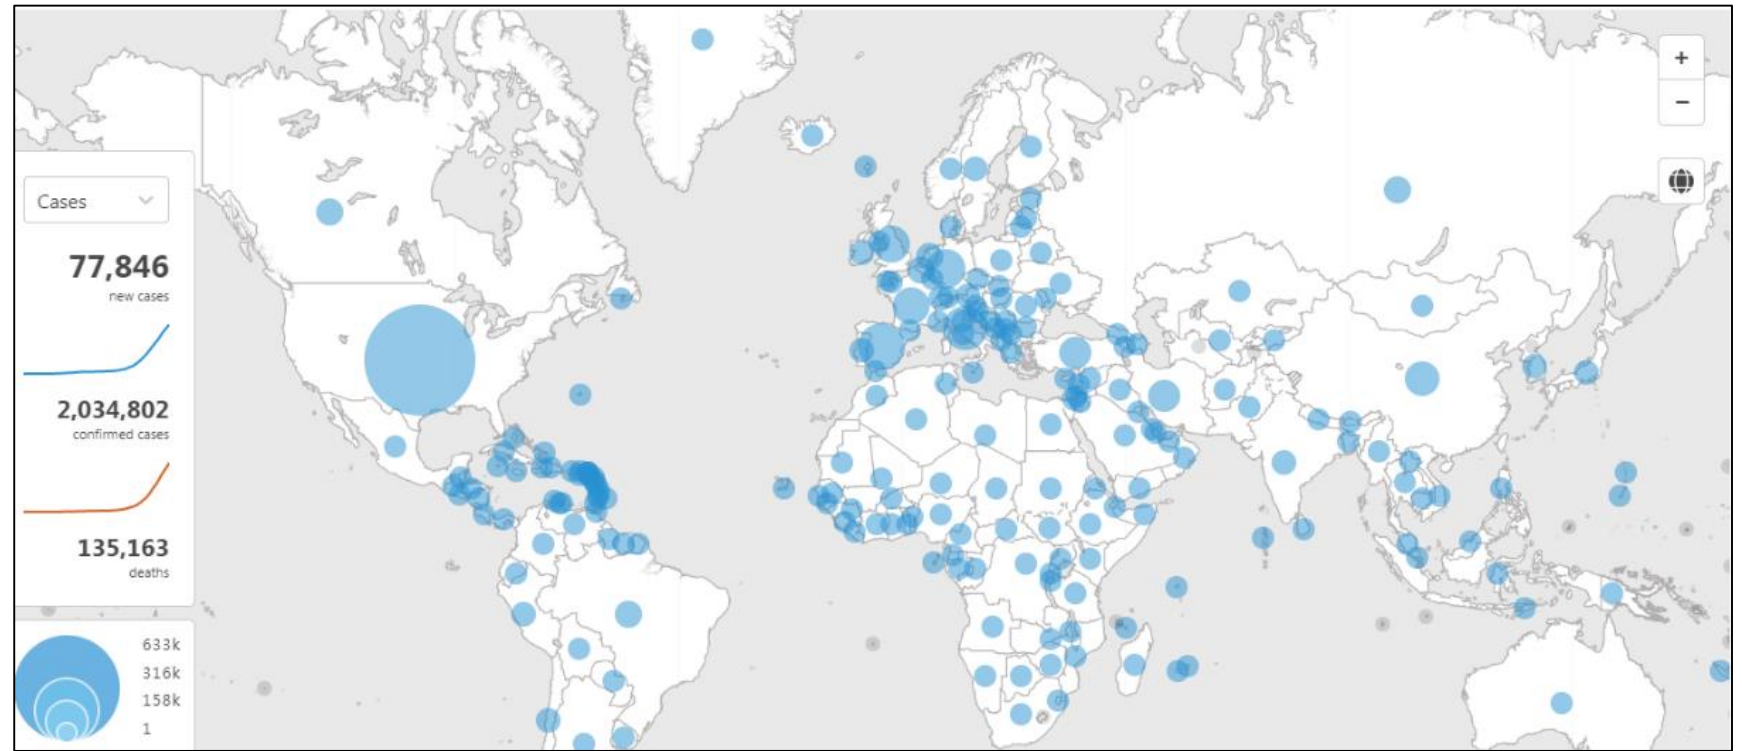 Cases
77,846
new cases
2,034,802
confirmed cases
135,163
deaths
633k
316k
158k
1
+
−